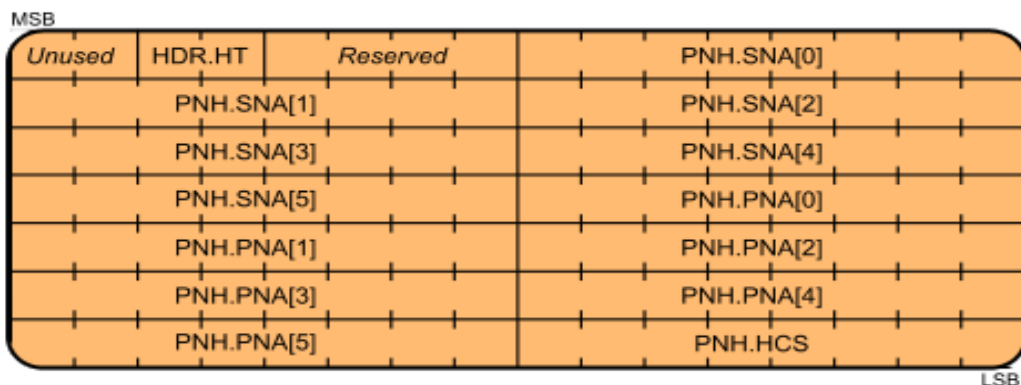 MSB
Unused HDR.HT Reserved PNH.SNA[0]
PNH.SNA[1] PNH.SNA[2]
PNH.SNA[3] PNH.SNA[4]
PNH.SNA[5] PNH.PNA[0]
PNH.PNA[1] PNH.PNA[2]
PNH.PNA[3] PNH.PNA[4]
PNH.PNA[5] PNH.HCS
LSB